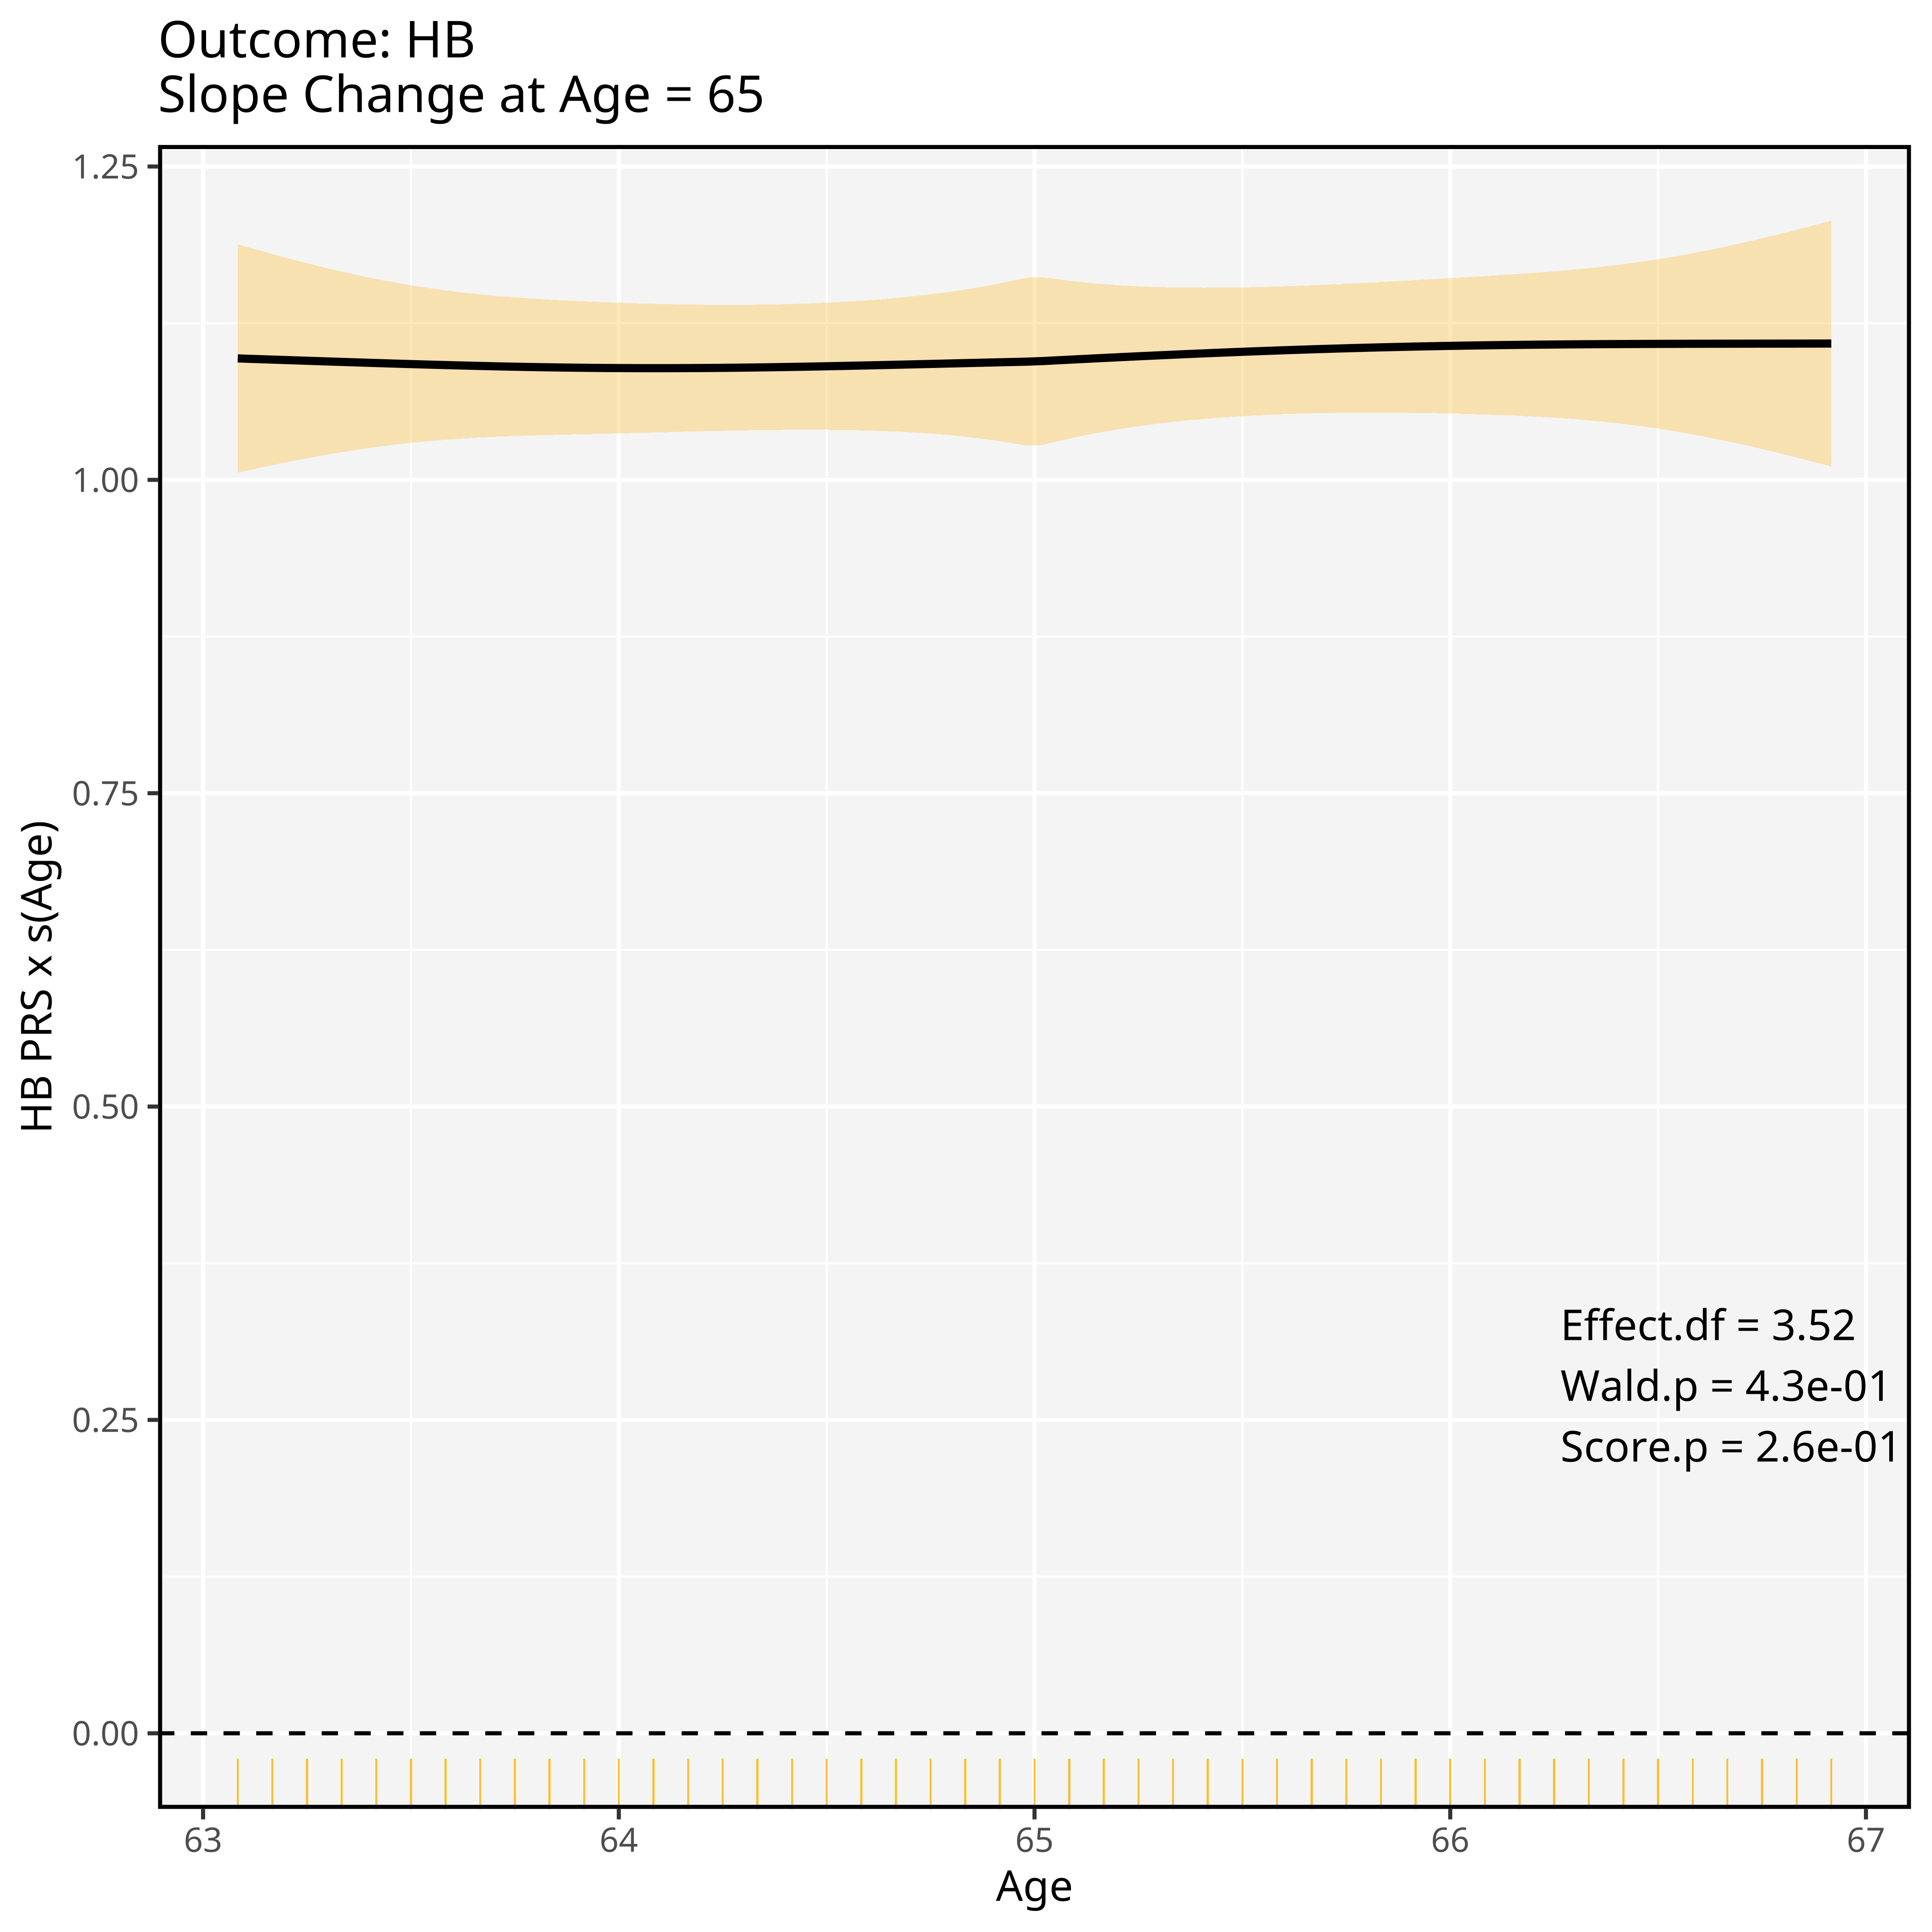 Outcome: HB
Slope Change at Age = 65
1.25
1.00
0.75
0.50
0.25
0.00
HB PRS x s(Age)
Effect.df = 3.52
Wald.p = 4.3e-01
Score.p = 2.6e-01
63
64
65
66
67
Age